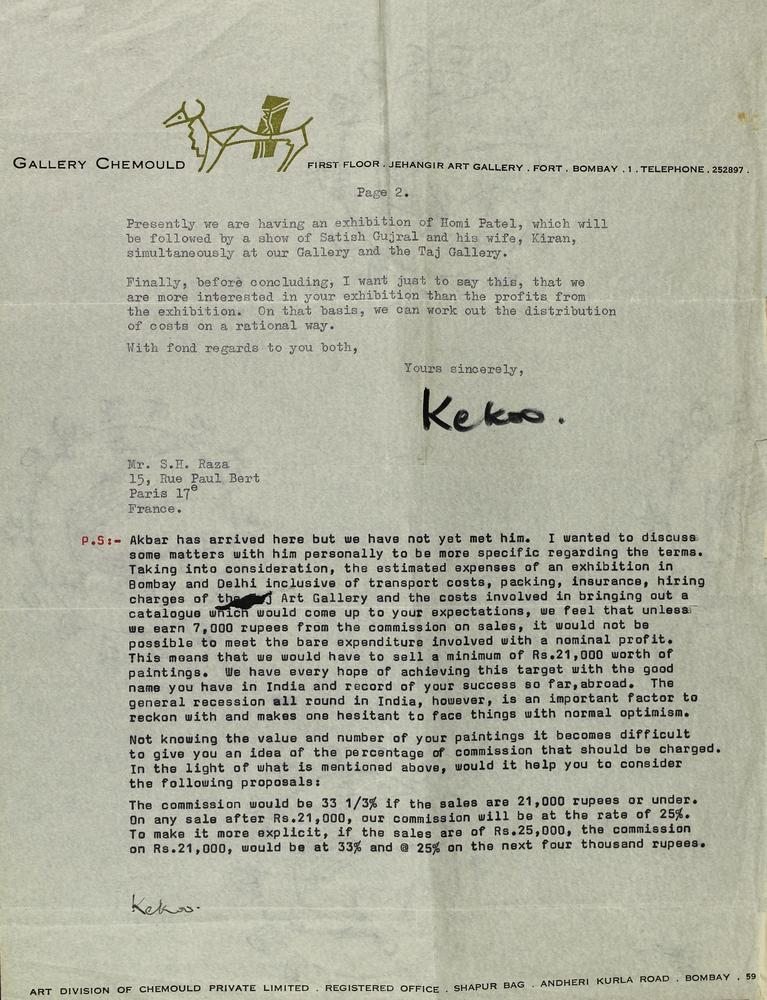 GALLERY CHEMOULD
FIRST FLOOR . JEHANGIR ART GALLERY . FORT . BOMBAY . 1 . TELEPHONE . 252897 .
Page 2.
Presently we are having an exhibition of Homi Patel, which will
be followed by a show of Satish Gujral and his wife, Kiran,
simultaneously at our Gallery and the Taj Gallery.
Finally, before concluding, I want just to say this, that we
are more interested in your exhibition than the profits from
the exhibition. On that basis, we can work out the distribution
of costs on a rational way.
With fond regards to you both,
Yours sincerely,
Kekoo.
Mr. S.H. Raza
15, Rue Paul Bert
Paris 17e
France.
P.S:- Akbar has arrived here but we have not yet met him. I wanted to discuss
some matters with him personally to be more specific regarding the terms.
Taking into consideration, the estimated expenses of an exhibition in
Bombay and Delhi inclusive of transport costs, packing, insurance, hiring
charges of Art Gallery and the costs involved in bringing out a
catalogue which would come up to your expectations, we feel that unless
we earn 7,000 rupees from the commission on sales, it would not be
possible to meet the bare expenditure involved with a nominal profit.
This means that we would have to sell a minimum of Rs.21,000 worth of
paintings. We have every hope of achieving this target with the good
name you have in India and record of your success so far,abroad. The
general recession all round in India, however, is an important factor to
reckon with and makes one hesitant to face things with normal optimism.
Not knowing the value and number of your paintings it becomes difficult
to give you an idea of the percentage of commission that should be charged.
In the light of what is mentioned above, would it help you to consider
the following proposals:
The commission would be 33 1/3% if the sales are 21,000 rupees or under.
On any sale after Rs.21,000, our commission will be at the rate of 25%.
To make it more explicit, if the sales are of Rs.25,000, the commission
on Rs.21,000, would be at 33% and @ 25% on the next four thousand rupees.
Kekoo.
ART DIVISION OF CHEMOULD PRIVATE LIMITED . REGISTERED OFFICE . SHAPUR BAG . ANDHERI KURLA ROAD . BOMBAY . 59